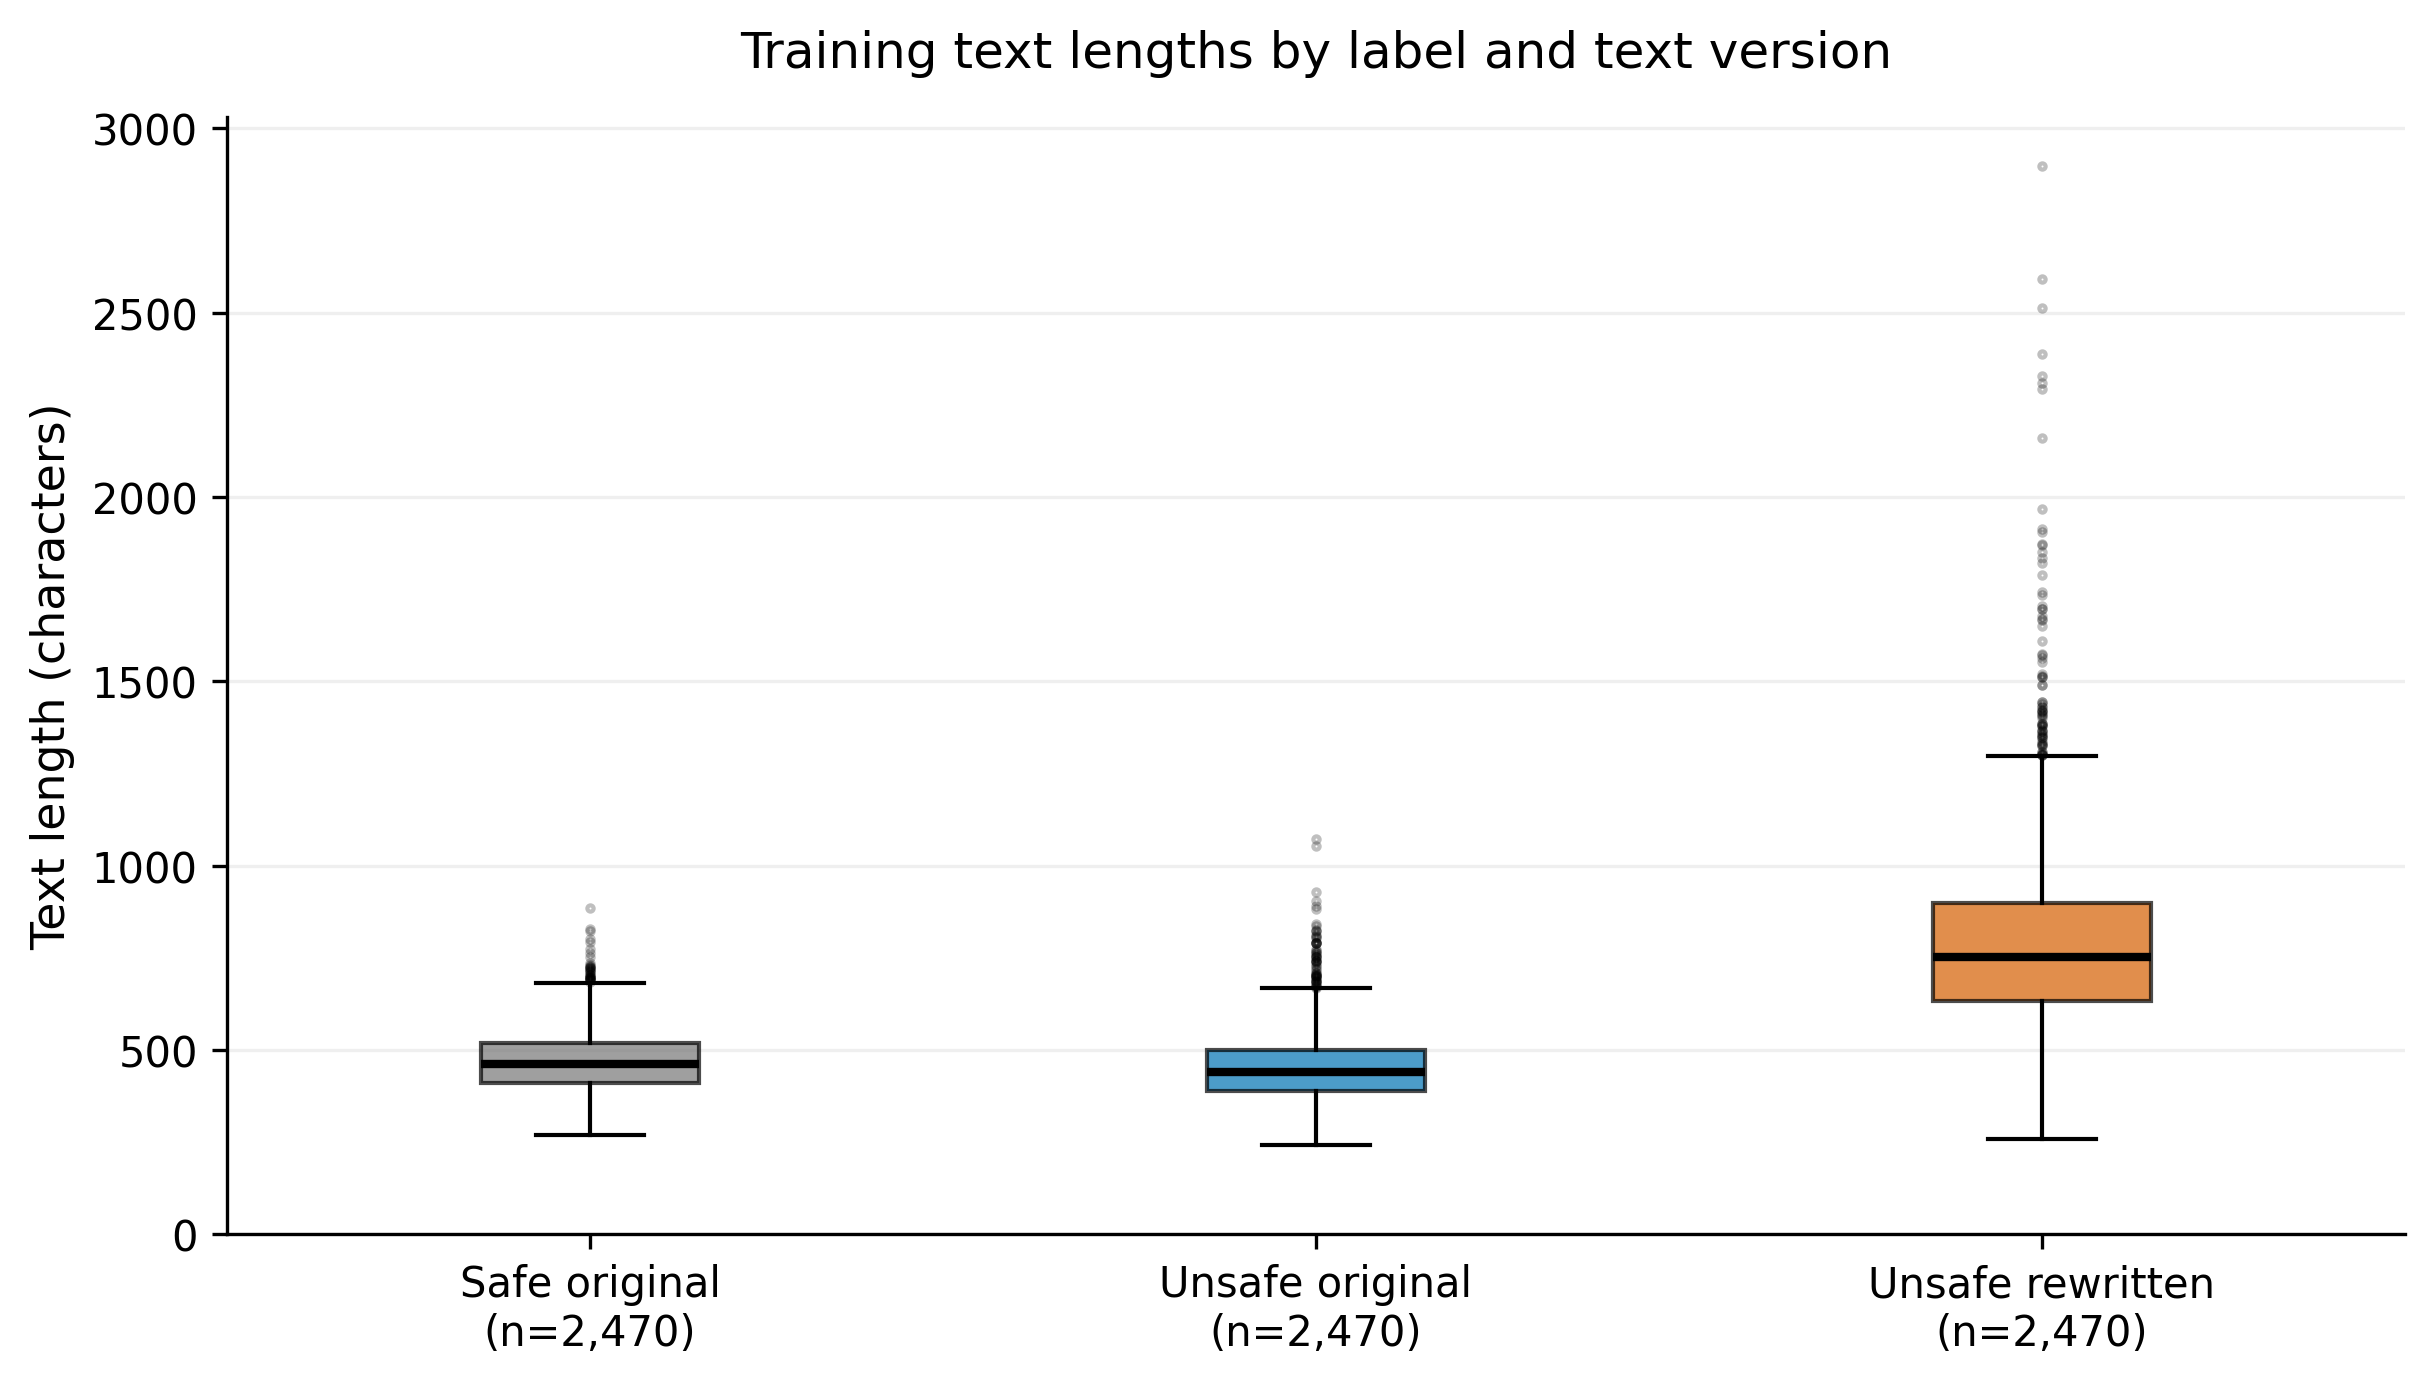 Training text lengths by label and text version
Text length (characters)
3000
2500
2000
1500
1000
500
0
Safe original
(n=2,470)
Unsafe original
(n=2,470)
Unsafe rewritten
(n=2,470)